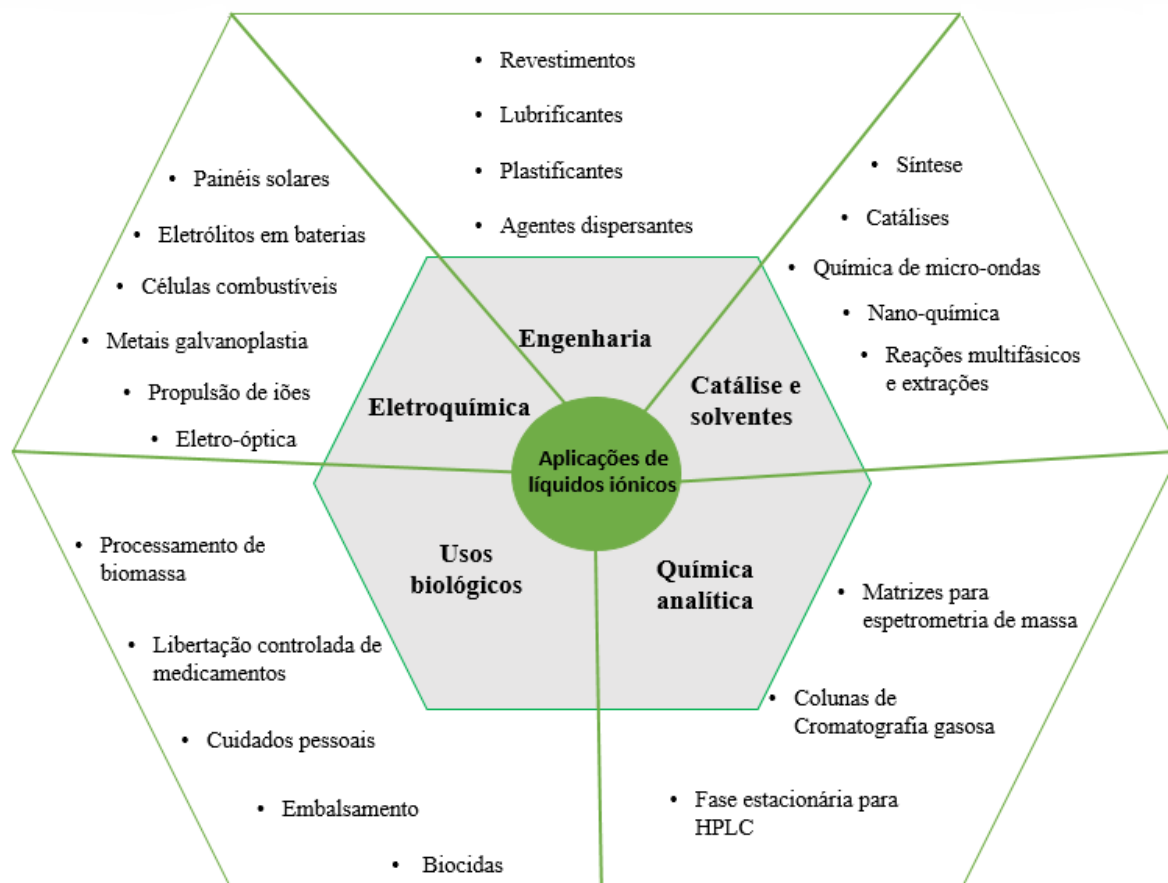 • Revestimentos
• Lubrificantes
• Plastificantes
• Agentes dispersantes
• Painéis solares
• Eletrólitos em baterias
• Células combustíveis
• Metais galvanoplastia
• Propulsão de iões
• Eletro-óptica
• Síntese
• Catálises
• Química de micro-ondas
• Nano-química
• Reações multifásicos
e extrações
Engenharia
Eletroquímica
Catálise e
solventes
Aplicações de
líquidos iónicos
Usos
biológicos
Química
analítica
• Processamento de
biomassa
• Libertação controlada de
medicamentos
• Cuidados pessoais
• Embalsamento
• Biocidas
• Matrizes para
espetrometria de massa
• Colunas de
Cromatografia gasosa
• Fase estacionária para
HPLC